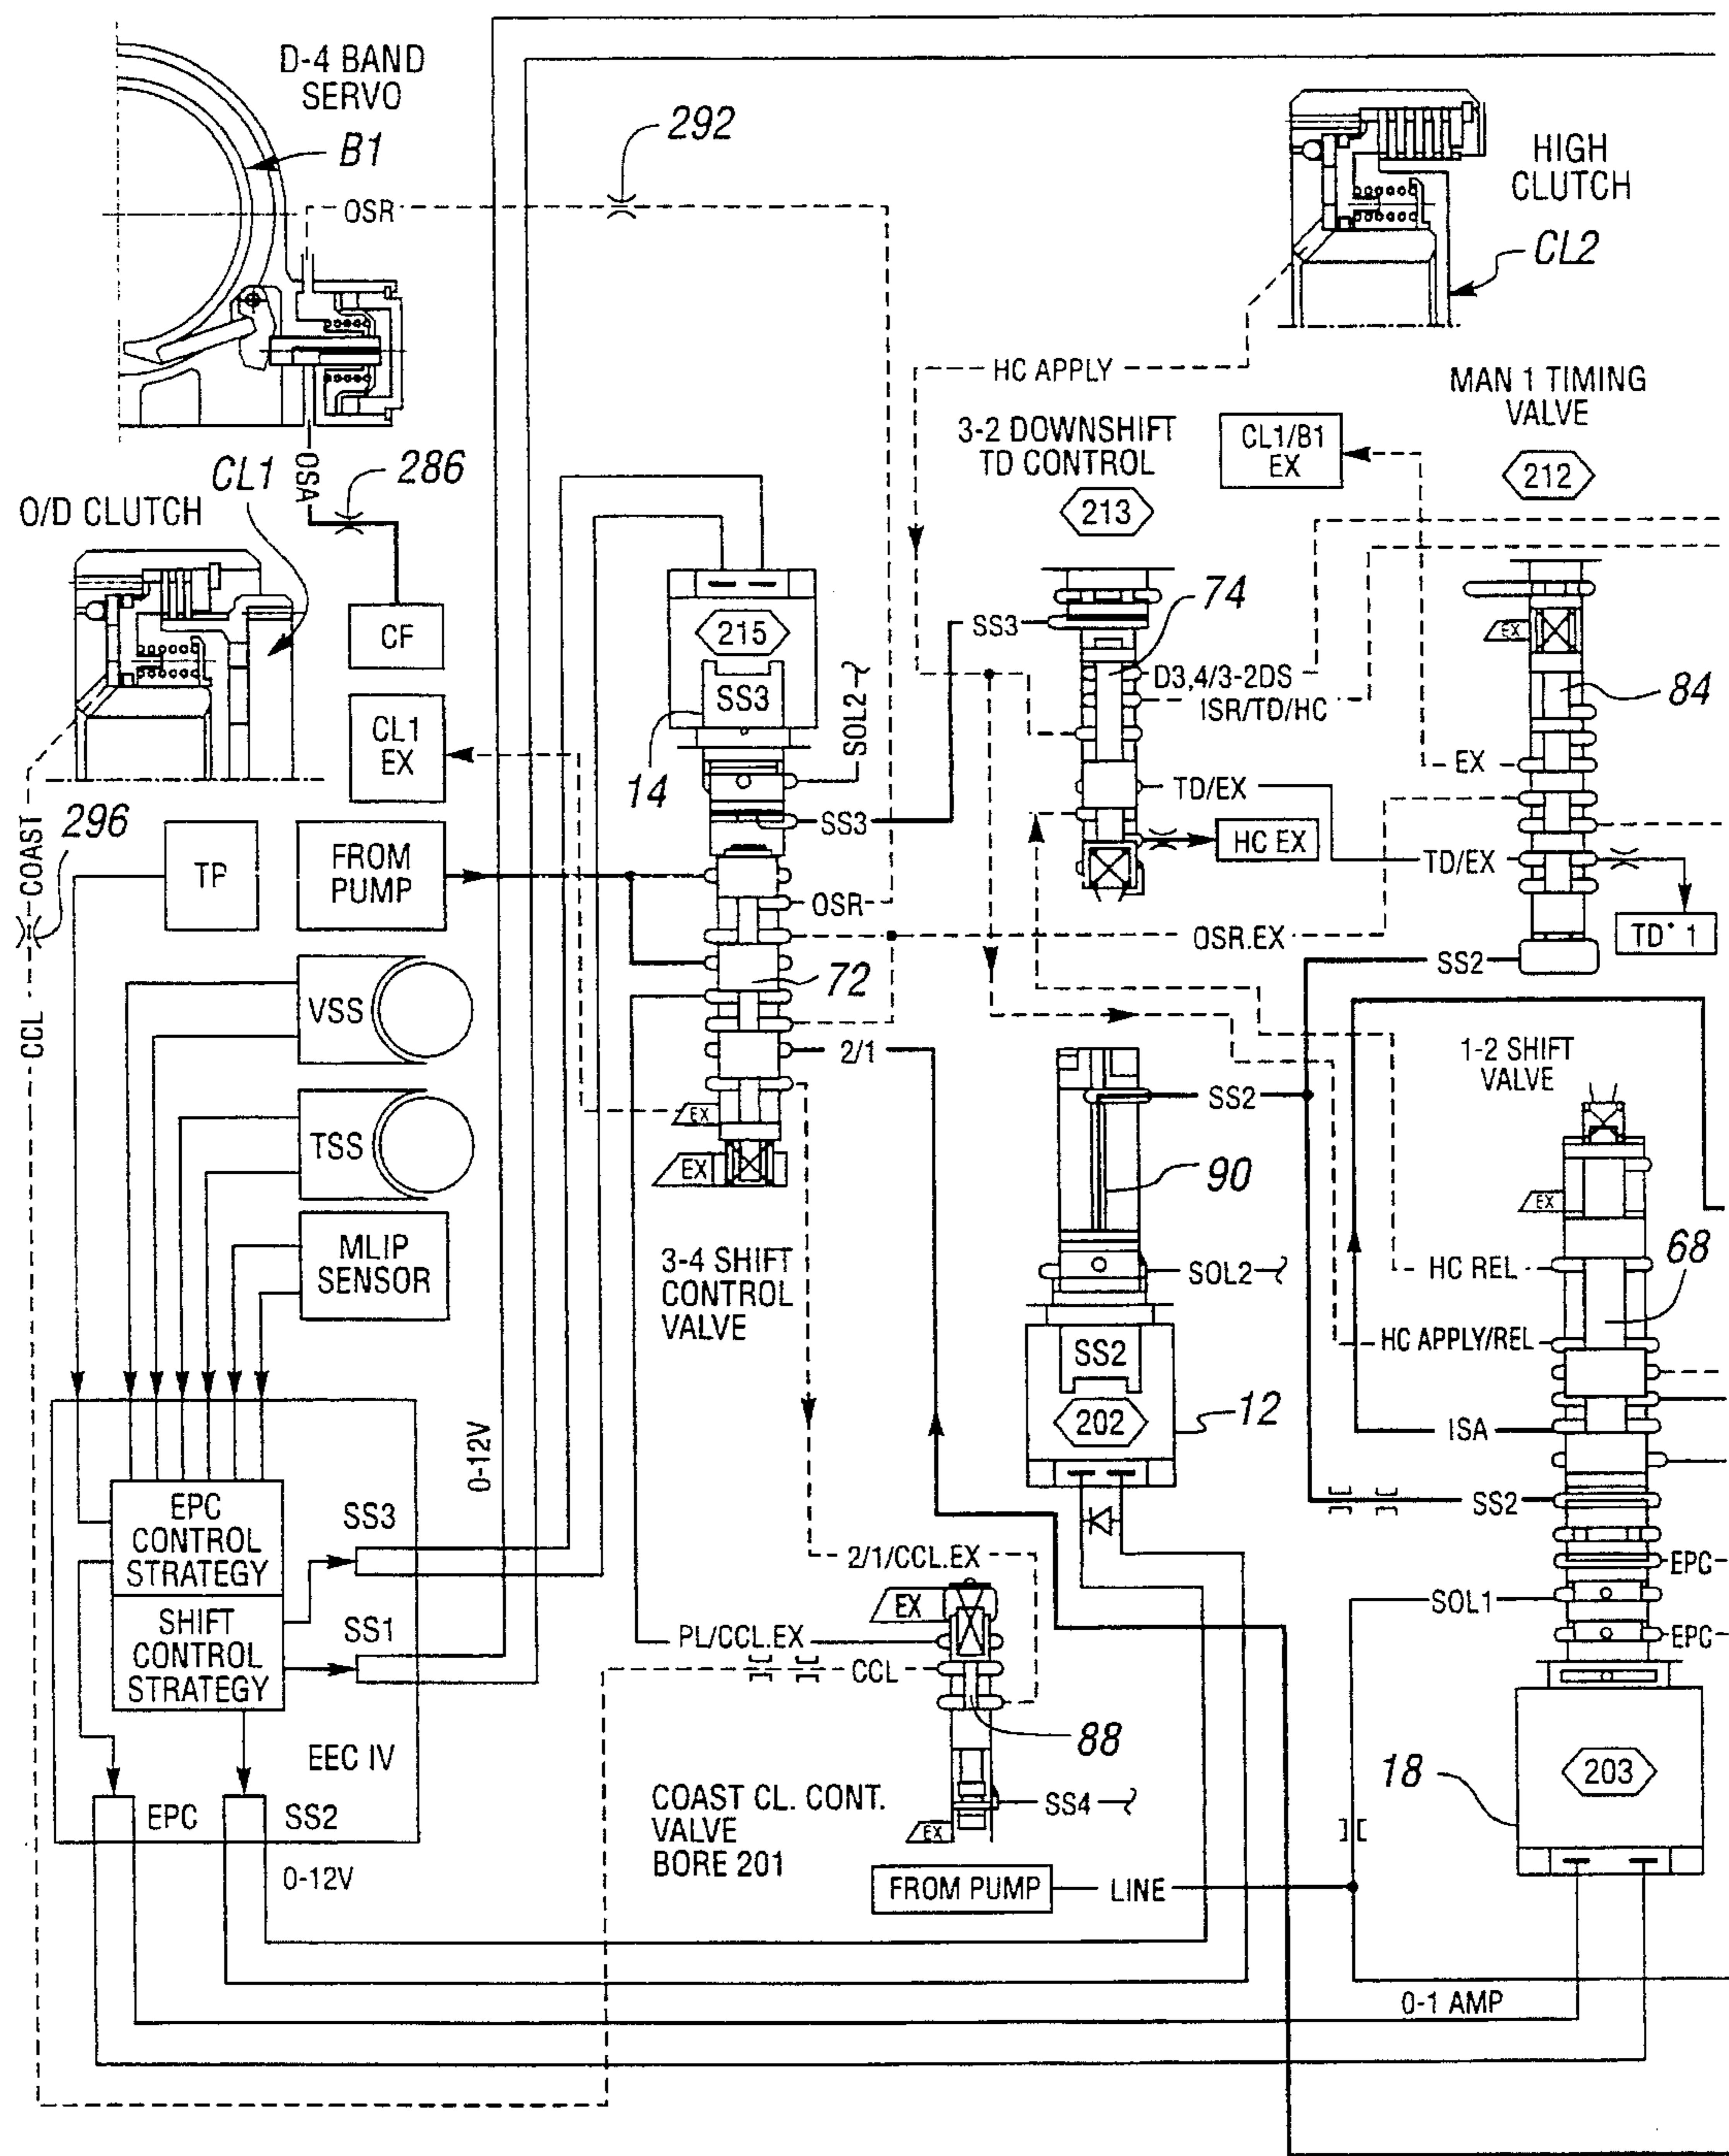 D-4 BAND
SERVO
B1
292
OSR
HIGH
CLUTCH
CL2
HC APPLY
MAN 1 TIMING
VALVE
3-2 DOWNSHIFT
TD CONTROL
CL1/B1
EX
212
213
OSA
CL1
286
O/D CLUTCH
CF
215
SS3
74
SS3
D3,4/3-2DS
ISR/TD/HC
EX
84
SOL2
CL1
EX
14
EX
TD/EX
SS3
HC EX
TD/EX
296
COAST
TP
FROM
PUMP
OSR
OSR.EX
TD 1
SS2
72
VSS
CCL
2/1
1-2 SHIFT
VALVE
SS2
TSS
EX
EX
90
EX
MLIP
SENSOR
3-4 SHIFT
CONTROL
VALVE
SOL2
HC REL
68
SS2
HC APPLY/REL
202
12
0-12V
ISA
EPC
CONTROL
STRATEGY
SS3
SS2
2/1/CCL.EX
EPC
EX
SOL1
SHIFT
CONTROL
STRATEGY
SS1
PL/CCL.EX
EPC
CCL
88
EEC IV
203
18
COAST CL. CONT.
VALVE
BORE 201
SS4
EX
EPC
SS2
0-12V
FROM PUMP
LINE
0-1 AMP